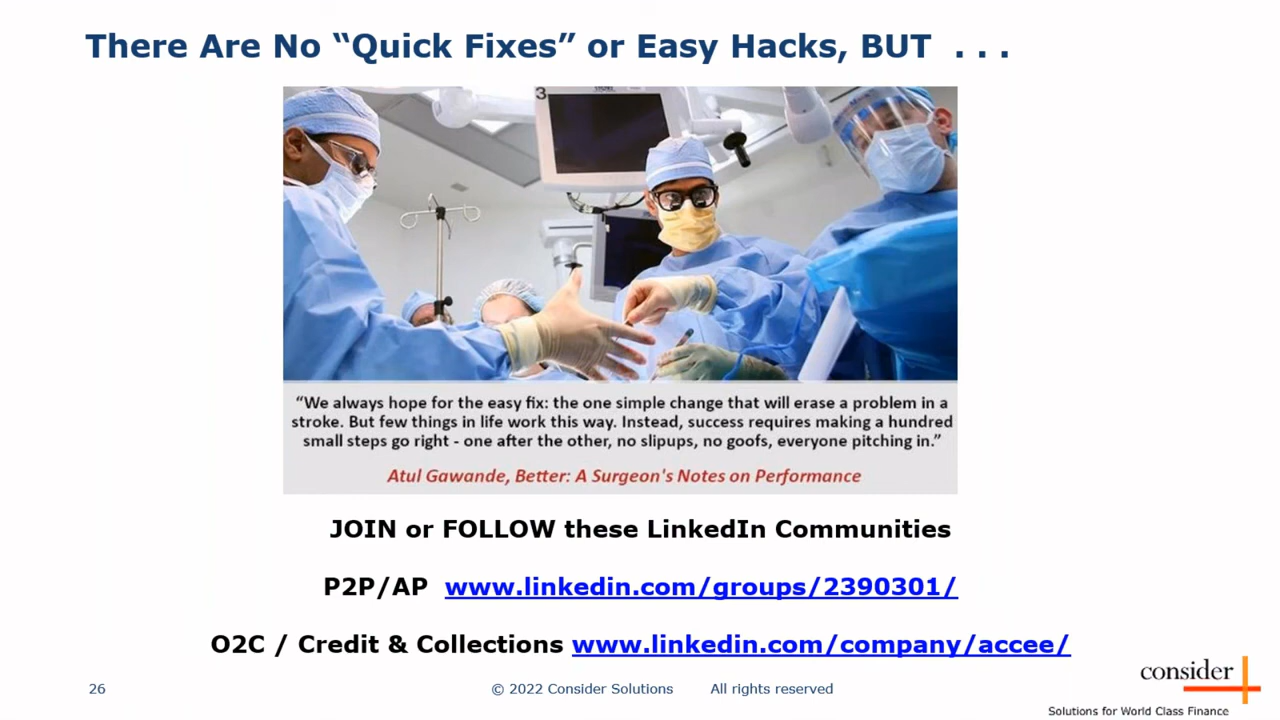 There Are No “Quick Fixes” or Easy Hacks, BUT . . .
3
“We always hope for the easy fix: the one simple change that will erase a problem in a
stroke. But few things in life work this way. Instead, success requires making a hundred
small steps go right - one after the other, no slipups, no goofs, everyone pitching in.”
Atul Gawande, Better: A Surgeon's Notes on Performance
JOIN or FOLLOW these LinkedIn Communities
P2P/AP www.linkedin.com/groups/2390301/
O2C / Credit & Collections www.linkedin.com/company/accee/
consider
26 © 2022 Consider Solutions All rights reserved
Solutions for World Class Finance